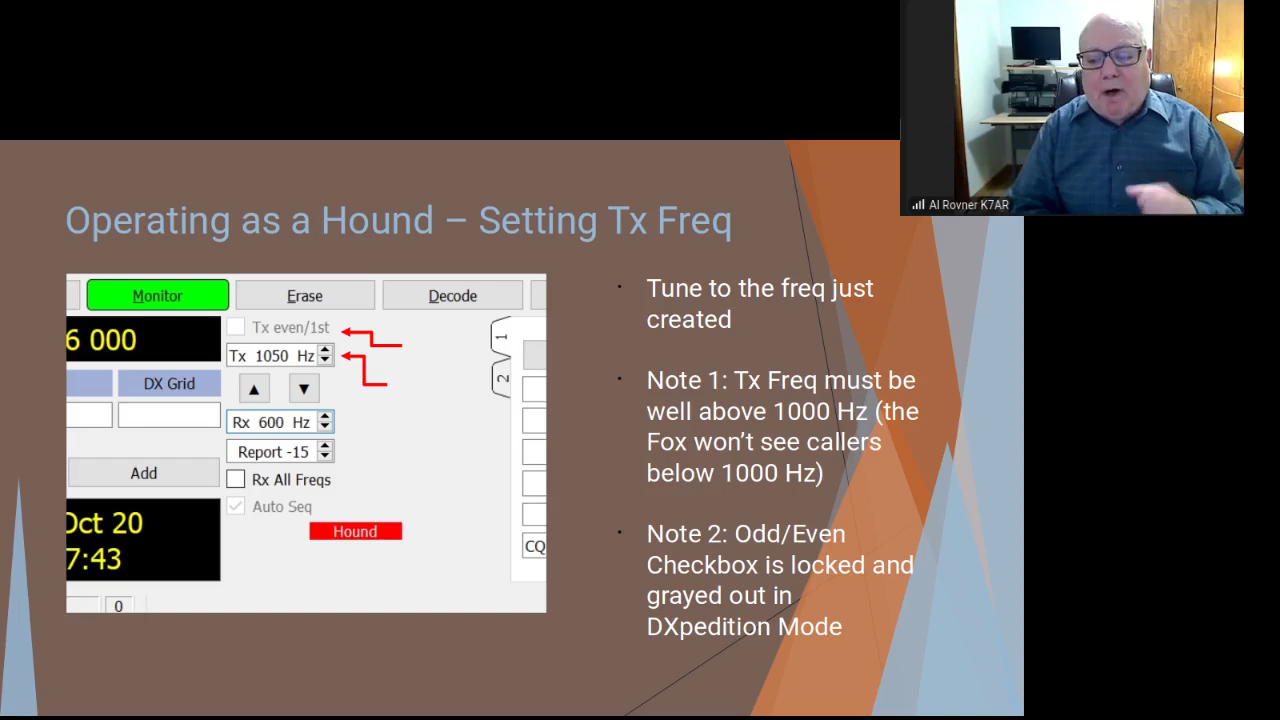 Al Rovner K7AR
Operating as a Hound – Setting Tx Freq
Monitor
Erase
Decode
6 000
Tx even/1st
Tx 1050 Hz
1
DX Grid
▲
▼
2
Rx 600 Hz
Report -15
Add
Rx All Freqs
Auto Seq
Oct 20
Hound
7:43
CQ
0
Tune to the freq just
created
Note 1: Tx Freq must be
well above 1000 Hz (the
Fox won’t see callers
below 1000 Hz)
Note 2: Odd/Even
Checkbox is locked and
grayed out in
DXpedition Mode